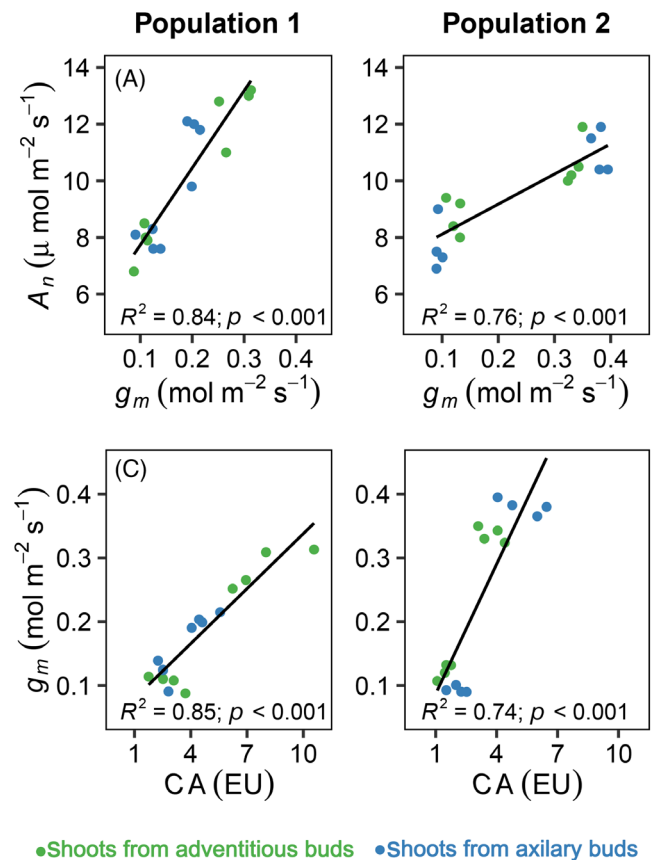 Population 1 Population 2
(A)
14 14
12 12
10 10
8 8
6 6
Aₙ (μ mol m⁻² s⁻¹)
R² = 0.84; p < 0.001 R² = 0.76; p < 0.001
0.1 0.2 0.3 0.4 0.1 0.2 0.3 0.4
gₘ (mol m⁻² s⁻¹) gₘ (mol m⁻² s⁻¹)
(C)
0.4 0.4
0.3 0.3
0.2 0.2
0.1 0.1
gₘ (mol m⁻² s⁻¹)
R² = 0.85; p < 0.001 R² = 0.74; p < 0.001
1 4 7 10 1 4 7 10
CA (EU) CA (EU)
Shoots from adventitious buds Shoots from axilary buds